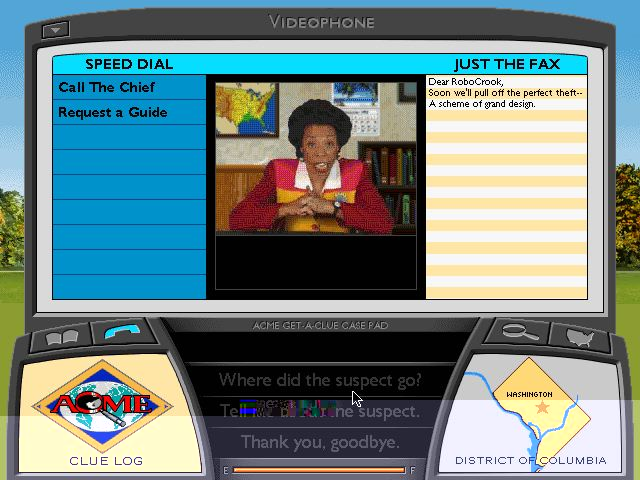 VIDEOPHONE
SPEED DIAL
JUST THE FAX
Call The Chief
Request a Guide
Dear RoboCrook,
Soon we'll pull off the perfect theft--
A scheme of grand design.
ACME GET-A-CLUE CASE PAD
Where did the suspect go?
Tell me suspect.
Thank you, goodbye.
ACME
CLUE LOG
WASHINGTON
DISTRICT OF COLUMBIA
E F